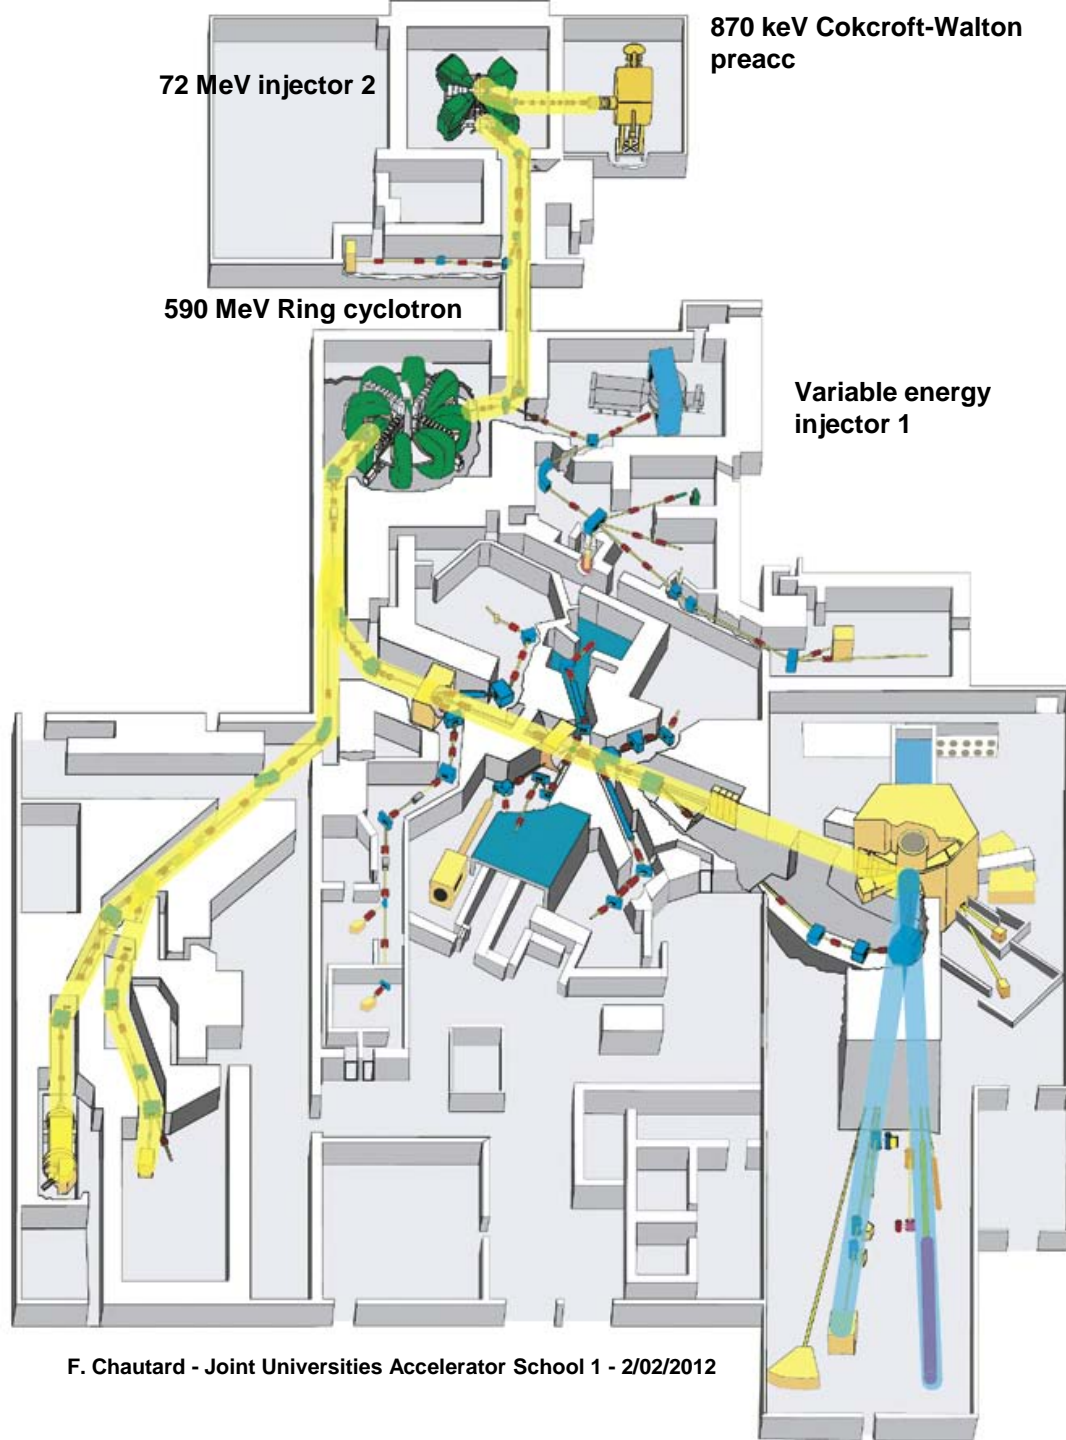 870 keV Cokcroft-Walton
preacc
72 MeV injector 2
590 MeV Ring cyclotron
Variable energy
injector 1
F. Chautard - Joint Universities Accelerator School 1 - 2/02/2012